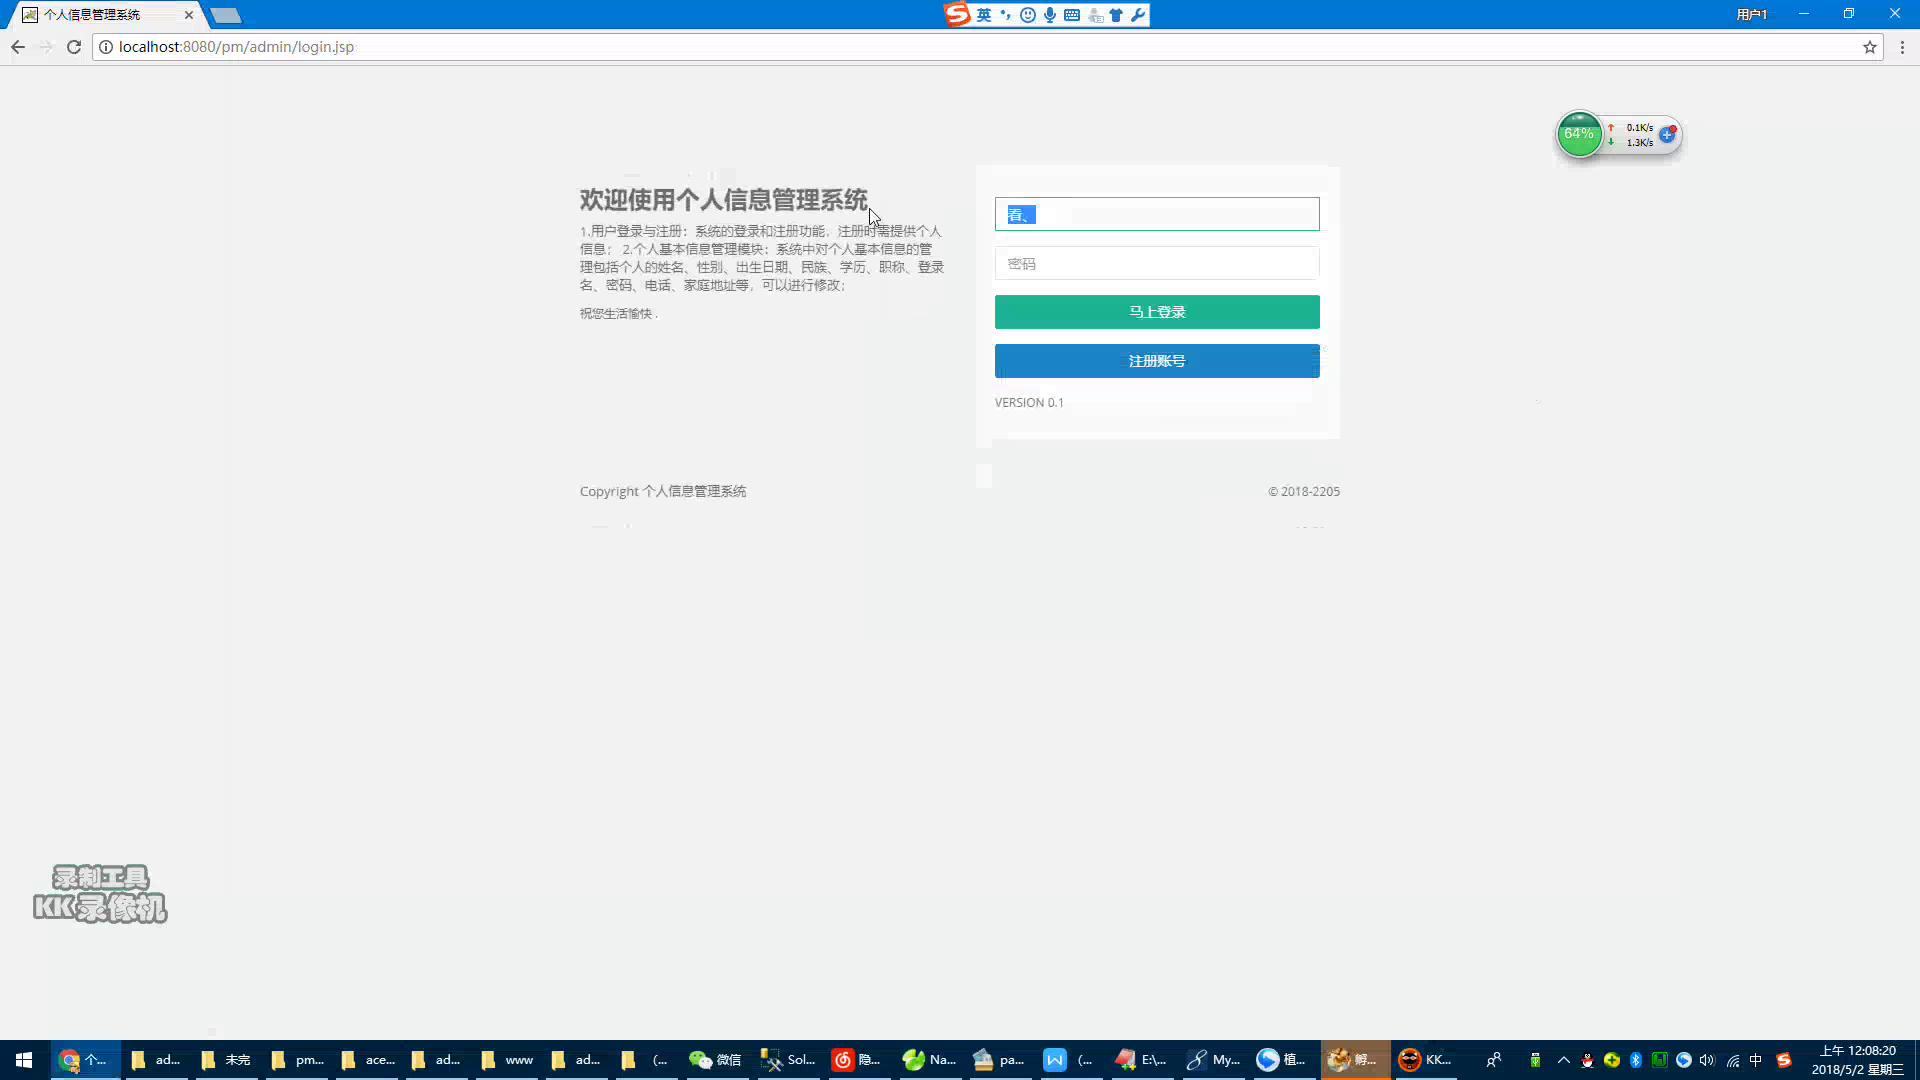 个人信息管理系统
英
用户1
localhost:8080/pm/admin/login.jsp
64%
0.1K/s
1.3K/s
欢迎使用个人信息管理系统
1.用户登录与注册：系统的登录和注册功能，注册时需提供个人
信息； 2.个人基本信息管理模块：系统中对个人基本信息的管
理包括个人的姓名、性别、出生日期、民族、学历、职称、登录
名、密码、电话、家庭地址等，可以进行修改；
祝您生活愉快 .
看、
密码
马上登录
注册账号
VERSION 0.1
Copyright 个人信息管理系统
© 2018-2205
录制工具
KK录像机
个...
ad...
未完
pm...
ace...
ad...
www
ad...
(...
微信
Sol...
隐...
Na...
pa...
(...
E:\...
My...
植...
孵...
KK...
中
上午 12:08:20
2018/5/2 星期三